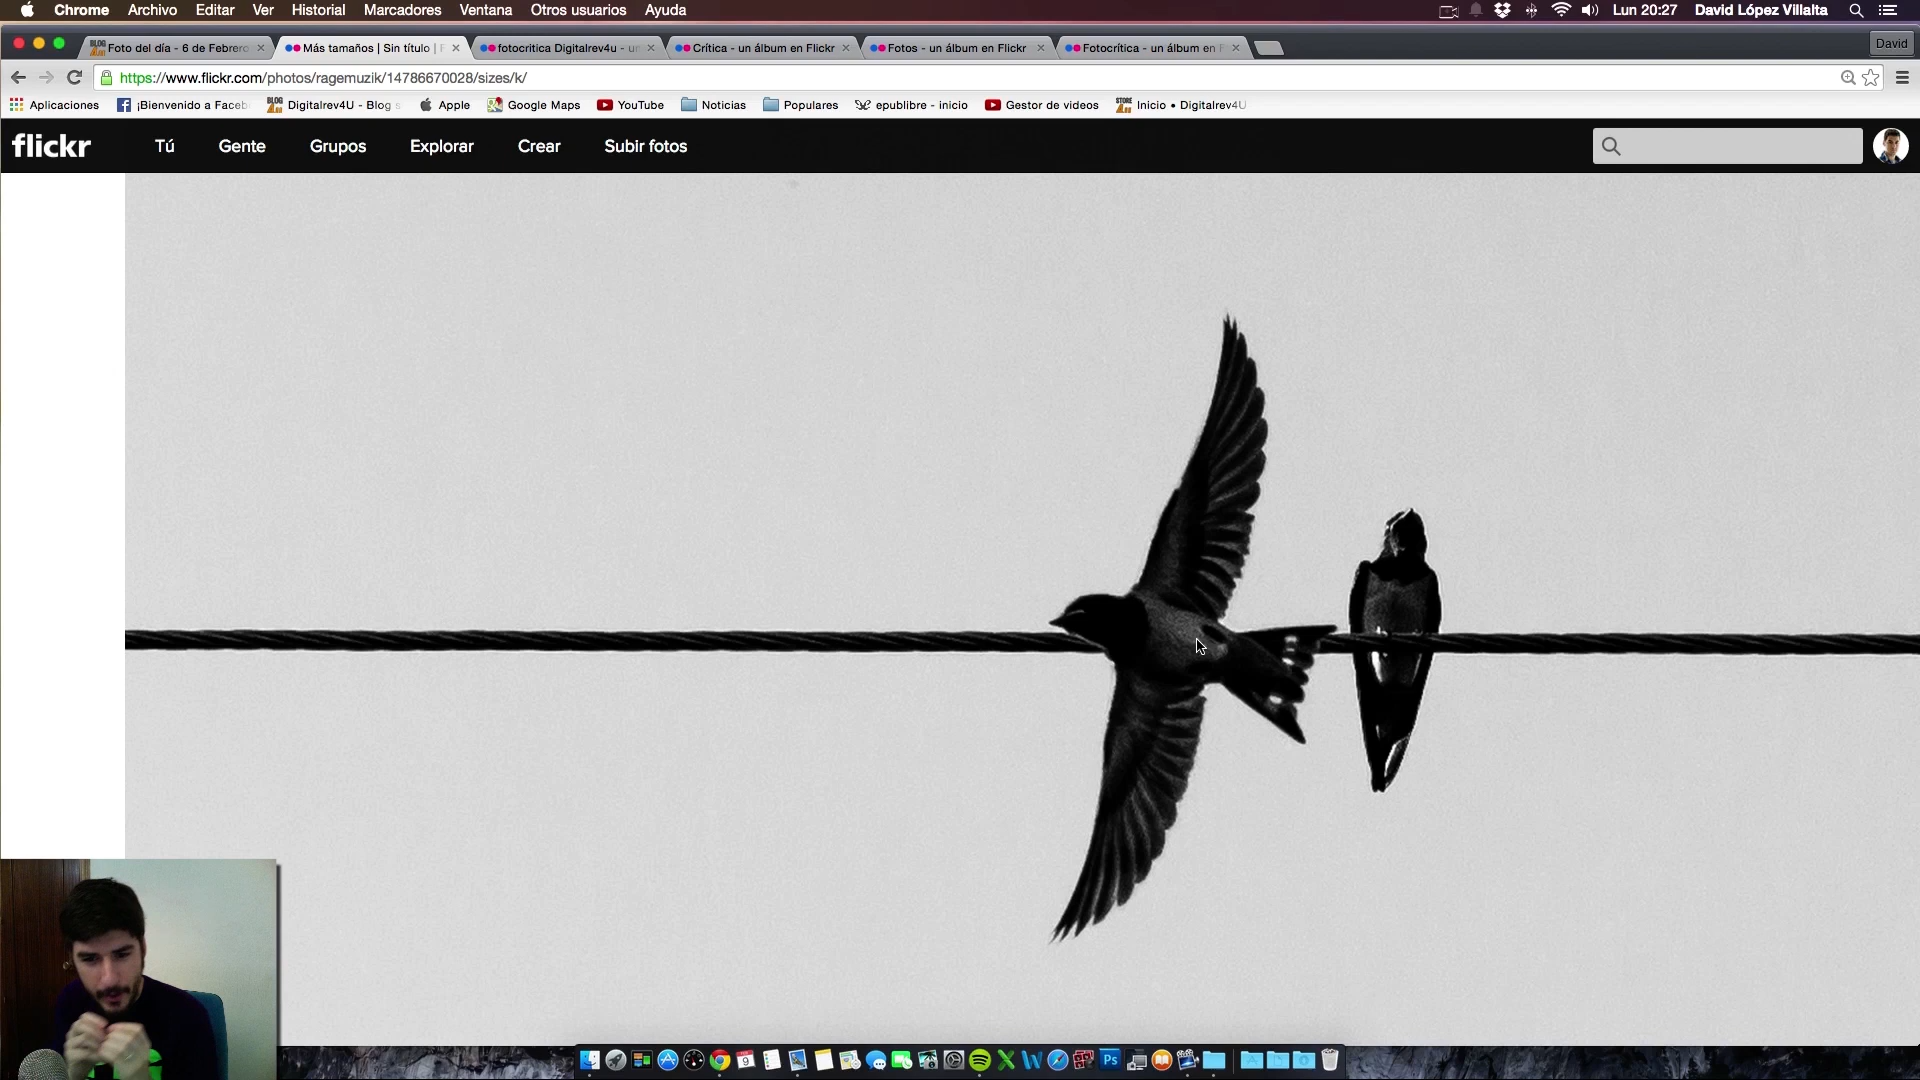 Chrome Archivo Editar Ver Historial Marcadores Ventana Otros usuarios Ayuda Lun 20:27 David López Villalta
Foto del día - 6 de Febrero Más tamaños | Sin título | F fotocritica Digitalrev4u - un Crítica - un álbum en Flickr Fotos - un álbum en Flickr Fotocrítica - un álbum en F David
https://www.flickr.com/photos/ragemuzik/14786670028/sizes/k/
Aplicaciones ¡Bienvenido a Faceb Digitalrev4U - Blog s Apple Google Maps YouTube Noticias Populares epublibre - inicio Gestor de videos Inicio • Digitalrev4U
flickr Tú Gente Grupos Explorar Crear Subir fotos
9 Ps